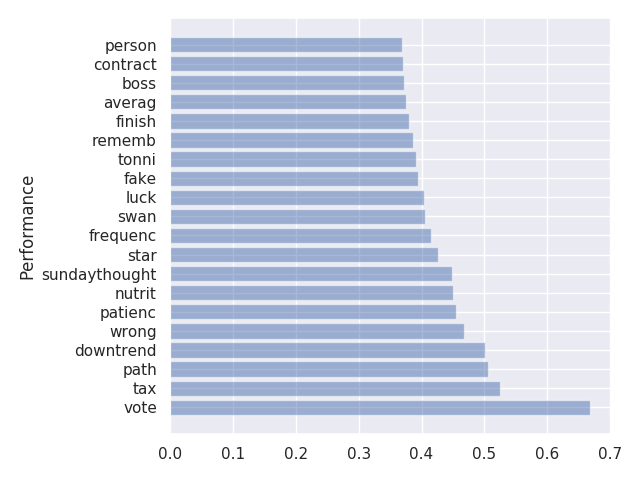 Performance
person
contract
boss
averag
finish
rememb
tonni
fake
luck
swan
frequenc
star
sundaythought
nutrit
patienc
wrong
downtrend
path
tax
vote
0.0 0.1 0.2 0.3 0.4 0.5 0.6 0.7